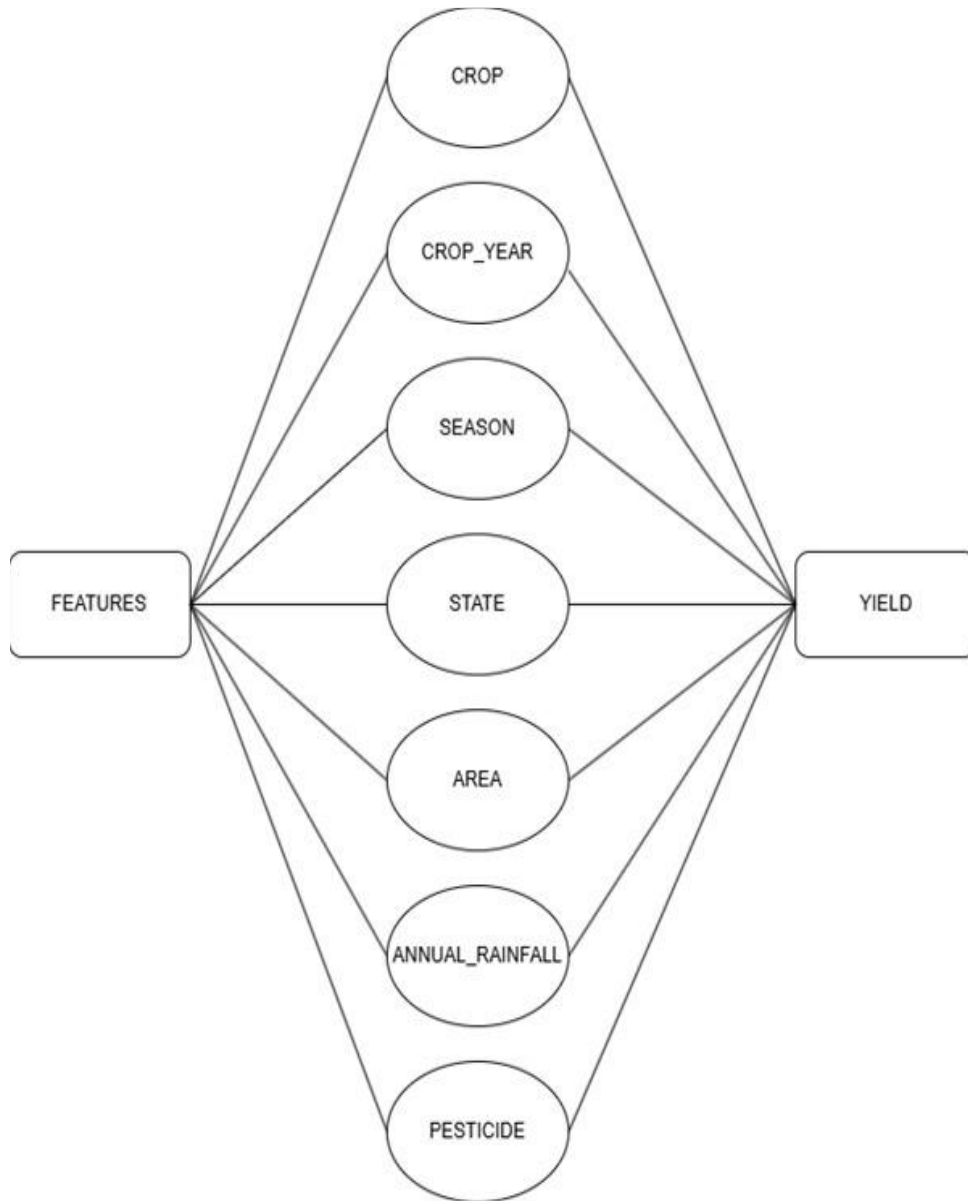 CROP
CROP_YEAR
SEASON
FEATURES
STATE
YIELD
AREA
ANNUAL_RAINFALL
PESTICIDE